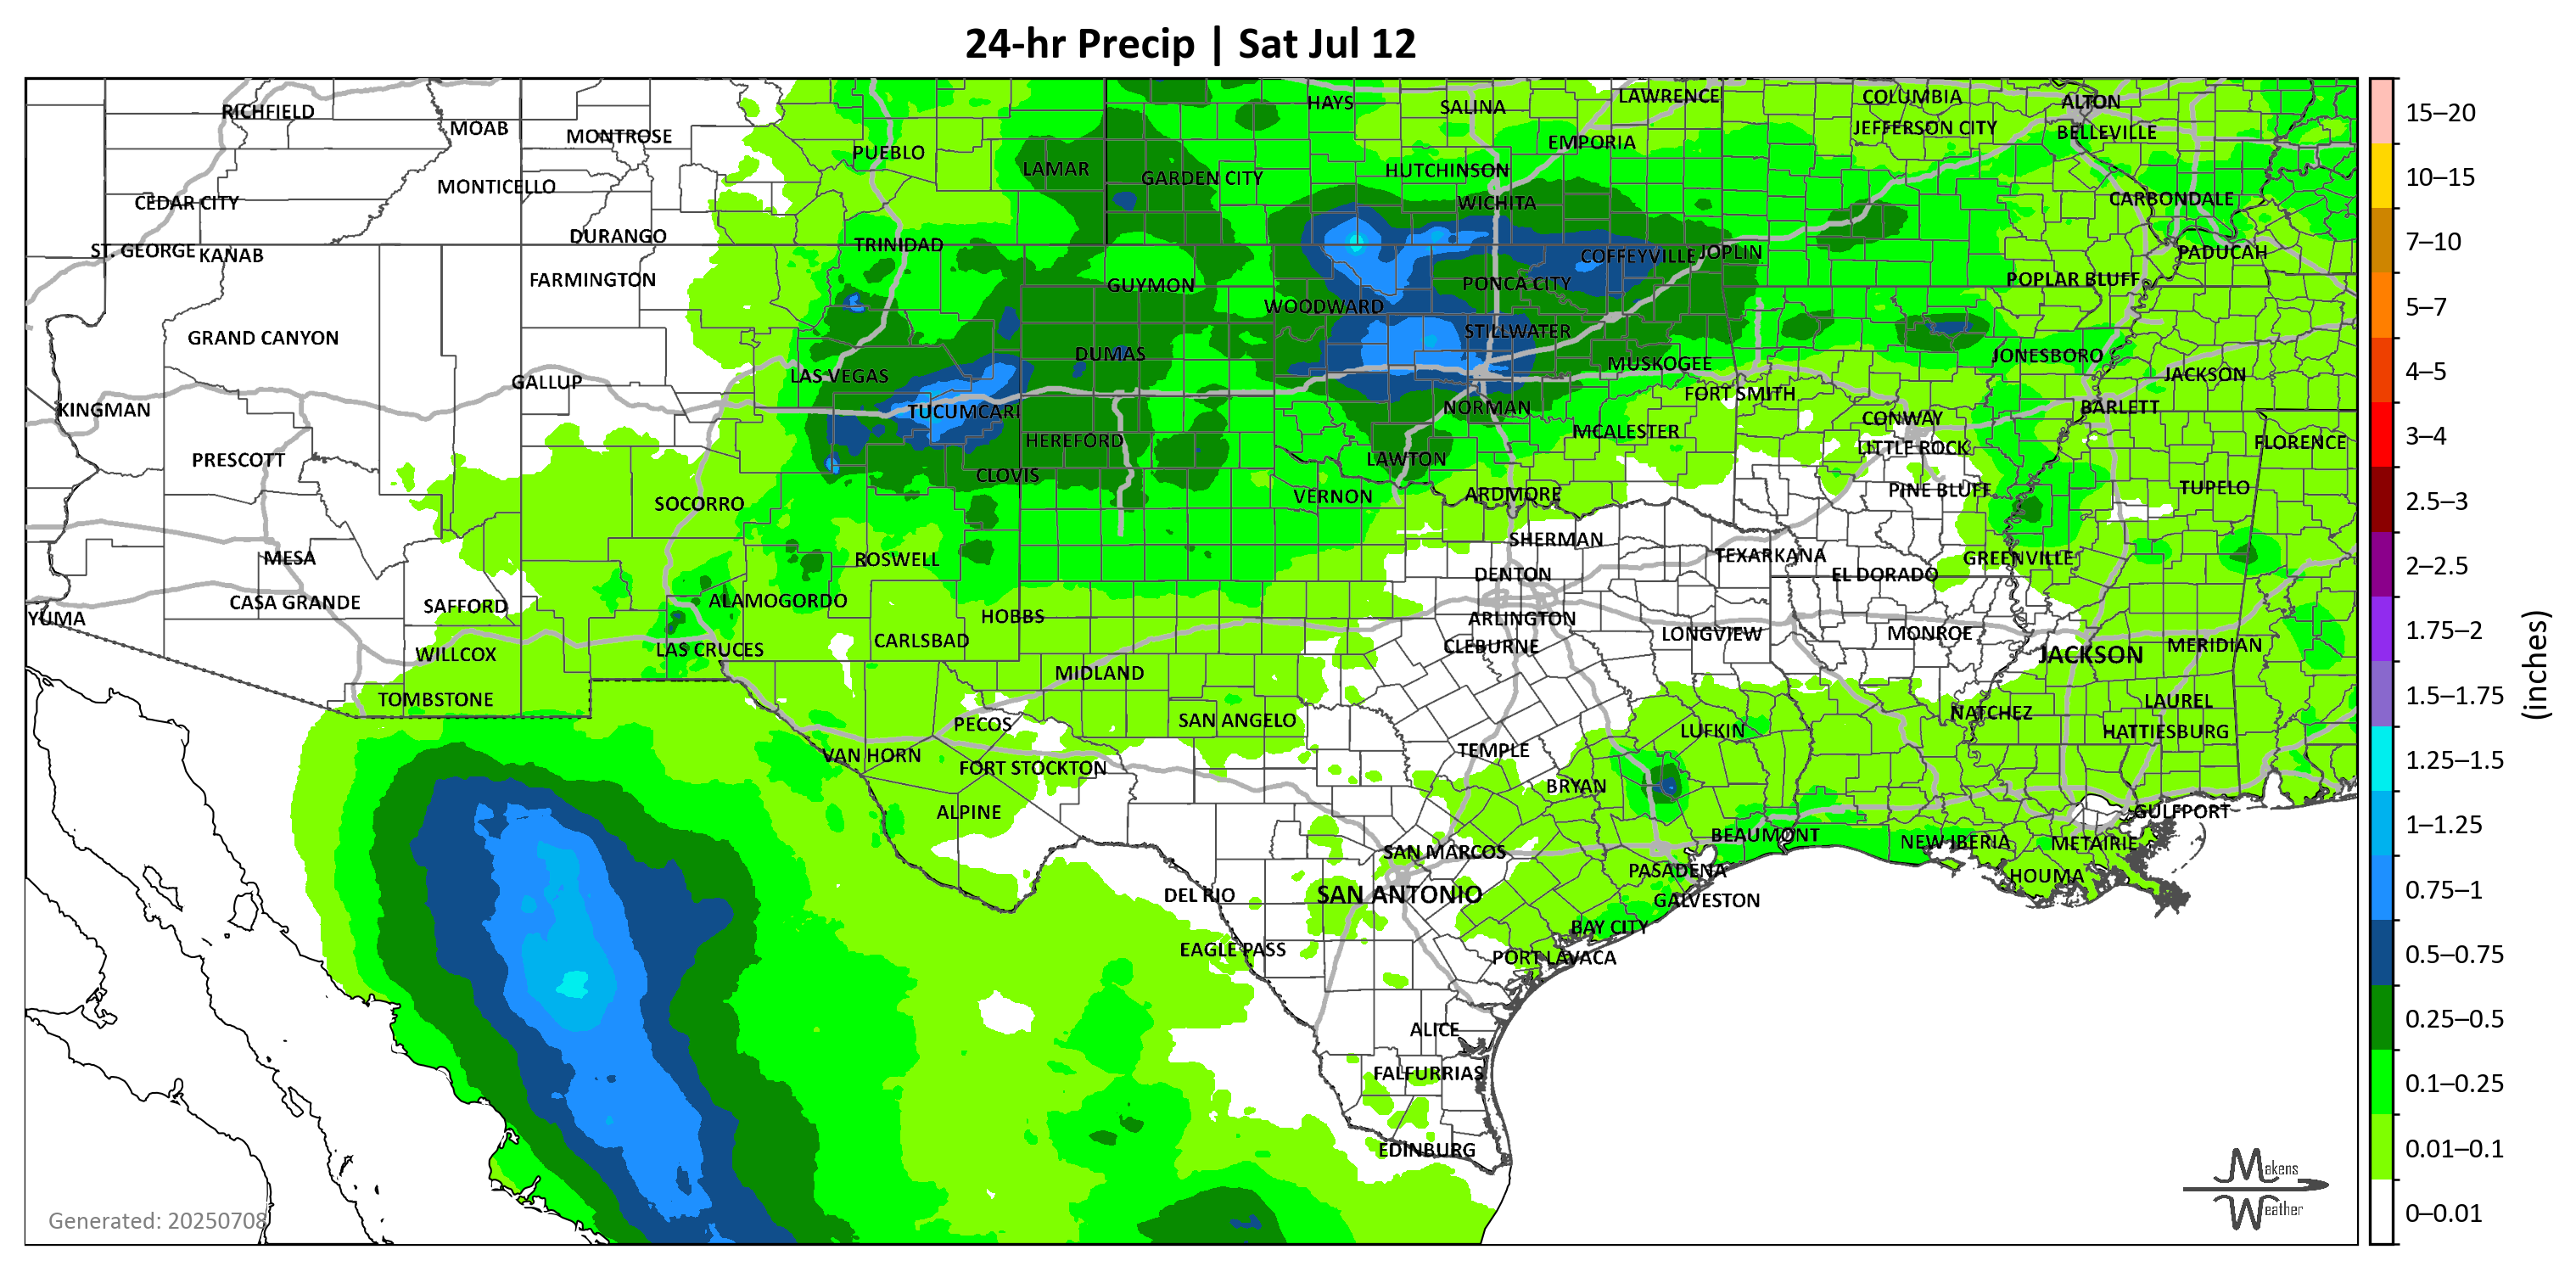 24-hr Precip | Sat Jul 12
RICHFIELD
MOAB
MONTROSE
PUEBLO
LAMAR
GARDEN CITY
HAYS
SALINA
LAWRENCE
COLUMBIA
ALTON
EMPORIA
JEFFERSON CITY
BELLEVILLE
HUTCHINSON
MONTICELLO
CEDAR CITY
WICHITA
CARBONDALE
DURANGO
TRINIDAD
ST. GEORGE
KANAB
COFFEYVILLE
JOPLIN
PADUCAH
FARMINGTON
GUYMON
PONCA CITY
POPLAR BLUFF
WOODWARD
GRAND CANYON
STILLWATER
DUMAS
JONESBORO
MUSKOGEE
GALLUP
LAS VEGAS
JACKSON
FORT SMITH
KINGMAN
TUCUMCARI
NORMAN
BARLETT
CONWAY
HEREFORD
MCALESTER
LITTLE ROCK
FLORENCE
PRESCOTT
LAWTON
CLOVIS
SOCORRO
VERNON
ARDMORE
PINE BLUFF
TUPELO
MESA
ROSWELL
SHERMAN
TEXARKANA
GREENVILLE
DENTON
EL DORADO
CASA GRANDE
SAFFORD
ALAMOGORDO
HOBBS
YUMA
ARLINGTON
WILLCOX
LAS CRUCES
CARLSBAD
CLEBURNE
LONGVIEW
MONROE
JACKSON
MERIDIAN
MIDLAND
TOMBSTONE
PECOS
SAN ANGELO
LUFKIN
NATCHEZ
LAUREL
HATTIESBURG
VAN HORN
FORT STOCKTON
TEMPLE
BRYAN
ALPINE
GULFPORT
BEAUMONT
NEW IBERIA
METAIRIE
SAN MARCOS
PASADENA
HOUMA
DEL RIO
SAN ANTONIO
GALVESTON
BAY CITY
EAGLE PASS
PORT LAVACA
ALICE
FALFURRIAS
EDINBURG
Generated: 20250708
Makens
Weather
15–20
10–15
7–10
5–7
4–5
3–4
2.5–3
2–2.5
1.75–2
1.5–1.75
1.25–1.5
1–1.25
0.75–1
0.5–0.75
0.25–0.5
0.1–0.25
0.01–0.1
0–0.01
(inches)